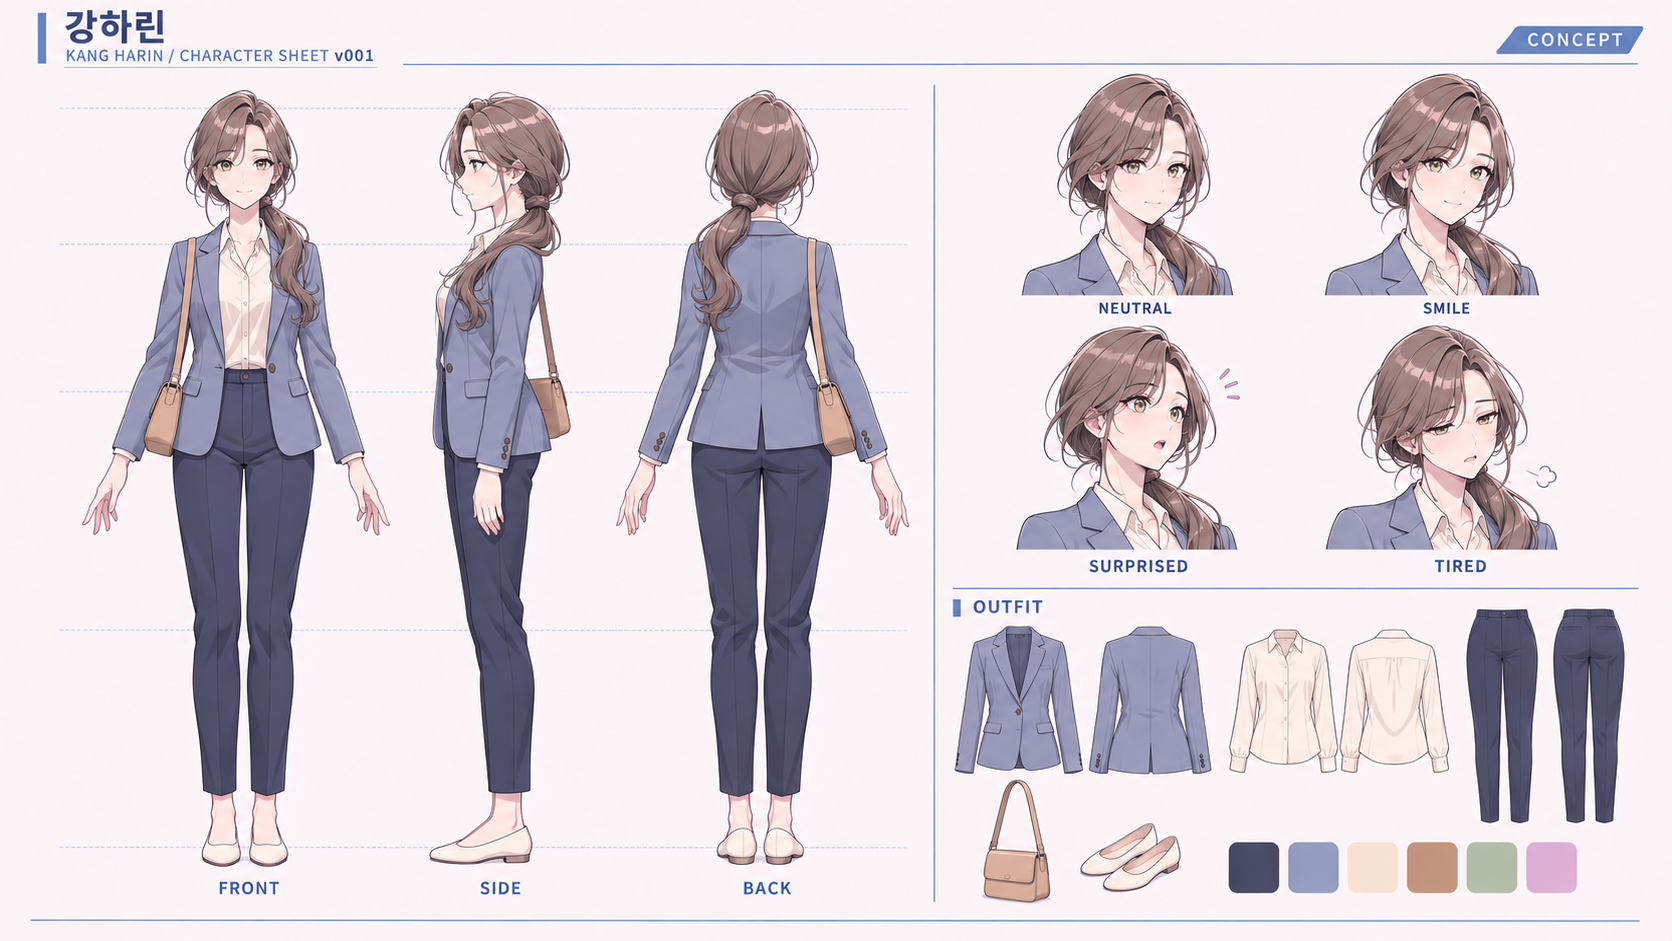 강하린
KANG HARIN / CHARACTER SHEET v001
CONCEPT
FRONT
SIDE
BACK
NEUTRAL
SMILE
SURPRISED
TIRED
OUTFIT